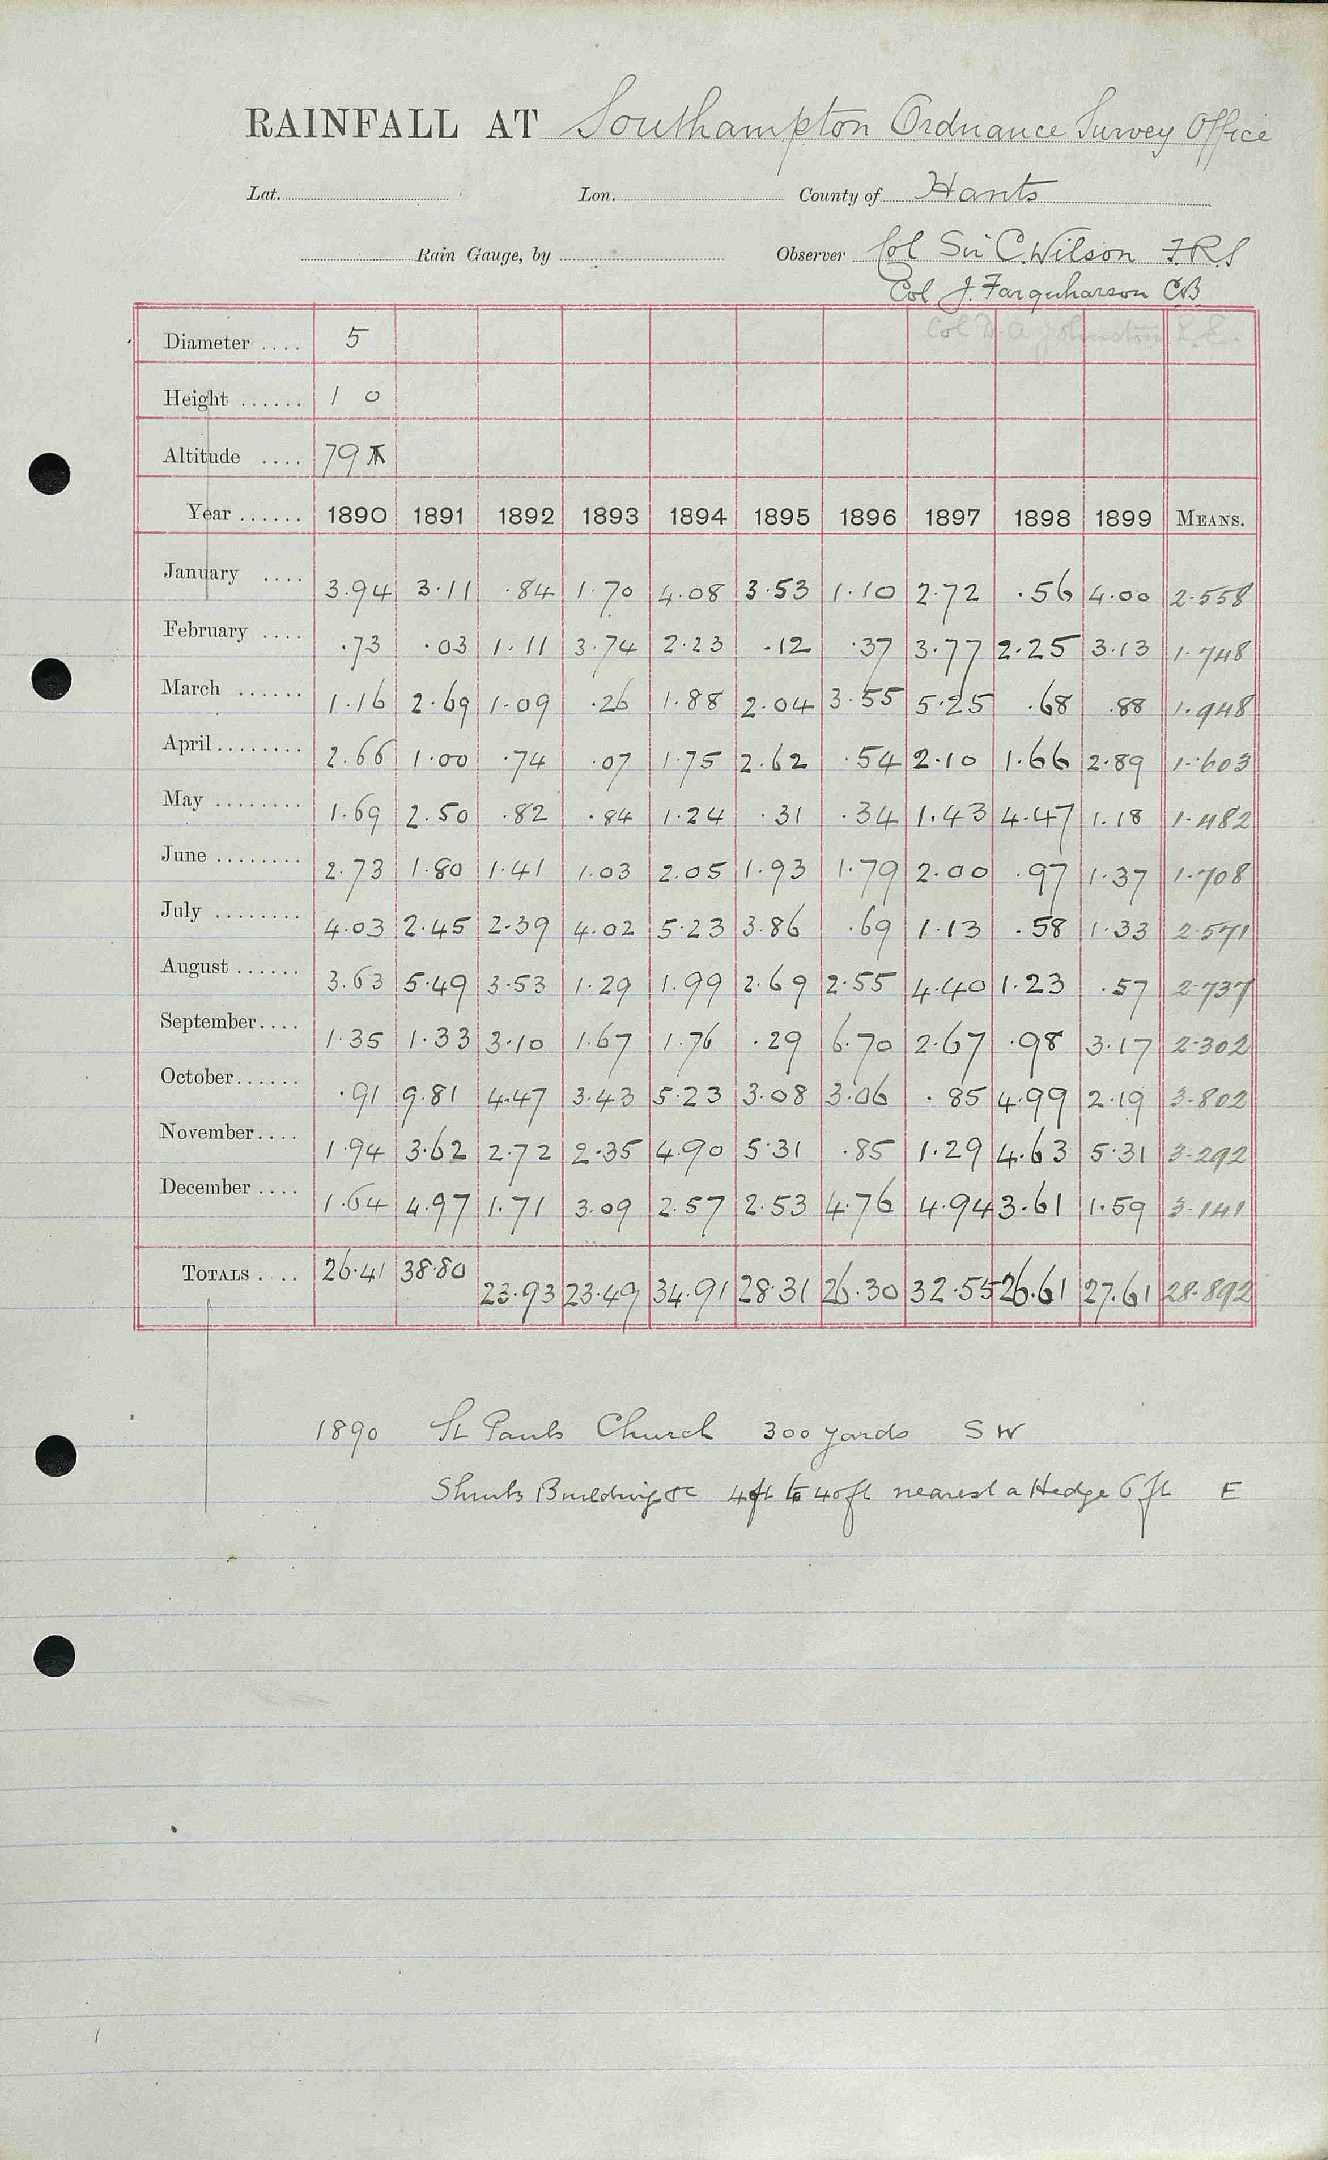 RAINFALL AT Southampton Ordnance Survey Office
Lat. Lon. County of Hants
Rain Gauge, by Observer Col Sir C. Wilson F.R.S
Col J. Farquharson CB
Col D A Johnston R.E.
Diameter .... 5
Height ...... 1 0
Altitude .... 79
Year ...... 1890 1891 1892 1893 1894 1895 1896 1897 1898 1899 MEANS.
January .... 3.94 3.11 .84 1.70 4.08 3.53 1.10 2.72 .56 4.00 2.558
February .... .73 .03 1.11 3.74 2.23 .12 .37 3.77 2.25 3.13 1.748
March ...... 1.16 2.69 1.09 .26 1.88 2.04 3.55 5.25 .68 .88 1.948
April ........ 2.66 1.00 .74 .07 1.75 2.62 .54 2.10 1.66 2.89 1.603
May ........ 1.69 2.50 .82 .84 1.24 .31 .34 1.43 4.47 1.18 1.482
June ........ 2.73 1.80 1.41 1.03 2.05 1.93 1.79 2.00 .97 1.37 1.708
July ........ 4.03 2.45 2.39 4.02 5.23 3.86 .69 1.13 .58 1.33 2.571
August ...... 3.63 5.49 3.53 1.29 1.99 2.69 2.55 4.40 1.23 .57 2.737
September .... 1.35 1.33 3.10 1.67 1.76 .29 6.70 2.67 .98 3.17 2.302
October ...... .91 9.81 4.47 3.43 5.23 3.08 3.06 .85 4.99 2.19 3.802
November .... 1.94 3.62 2.72 2.35 4.90 5.31 .85 1.29 4.63 5.31 3.292
December .... 1.64 4.97 1.71 3.09 2.57 2.53 4.76 4.94 3.61 1.59 3.141
TOTALS .... 26.41 38.80 23.93 23.49 34.91 28.31 26.30 32.55 26.61 27.61 28.892
1890 St Pauls Church 300 yards S W
Shrubs Buildings &c 4ft to 40ft nearest a Hedge 6 ft E